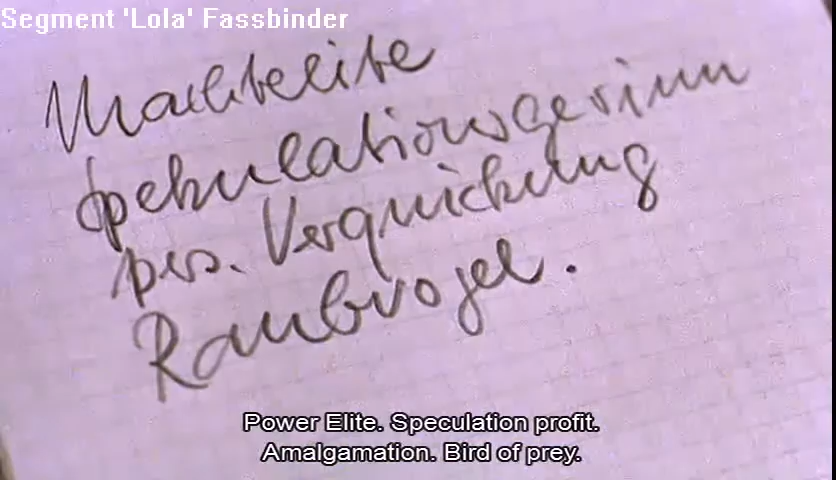 Segment 'Lola' Fassbinder
Machtelite
Spekulationsgewinn
pers. Verquickung
Raubvogel.
Power Elite. Speculation profit.
Amalgamation. Bird of prey.